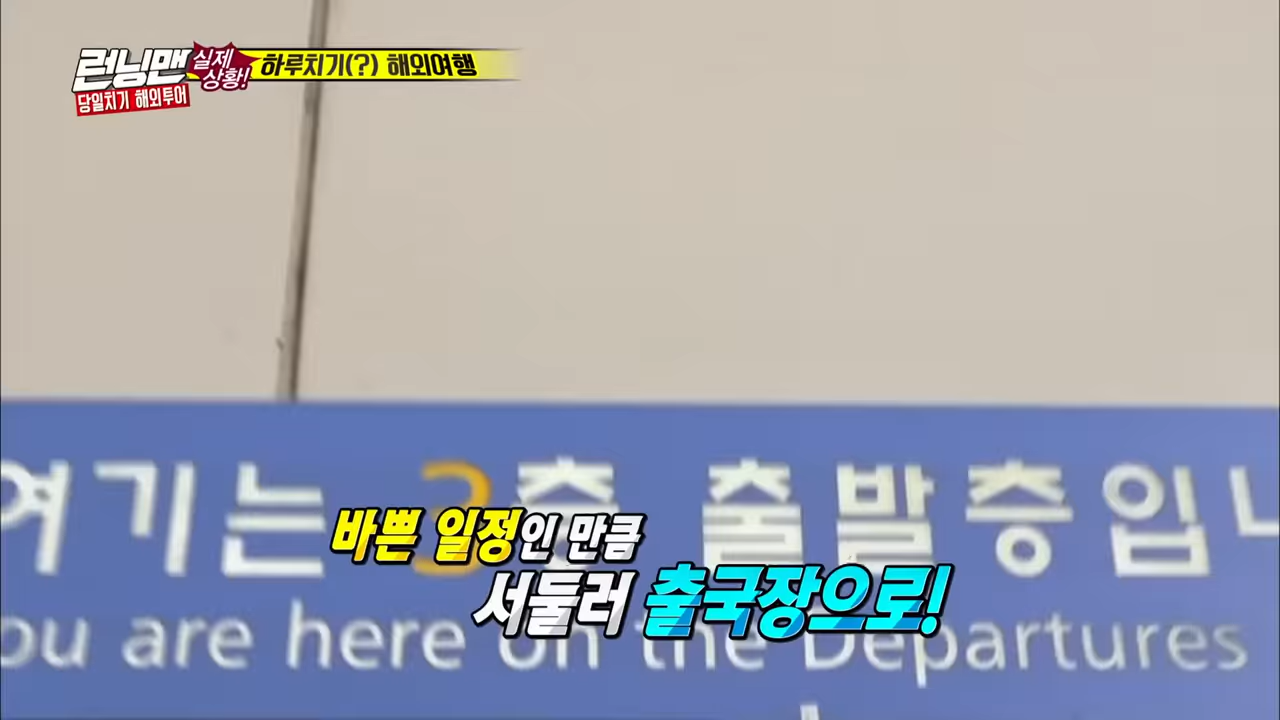 런닝맨
실제
상황!
하루치기(?) 해외여행
당일치기 해외투어
여기는 3층 출발층입니
바쁜 일정인 만큼
서둘러 출국장으로!
ou are here on the Departures